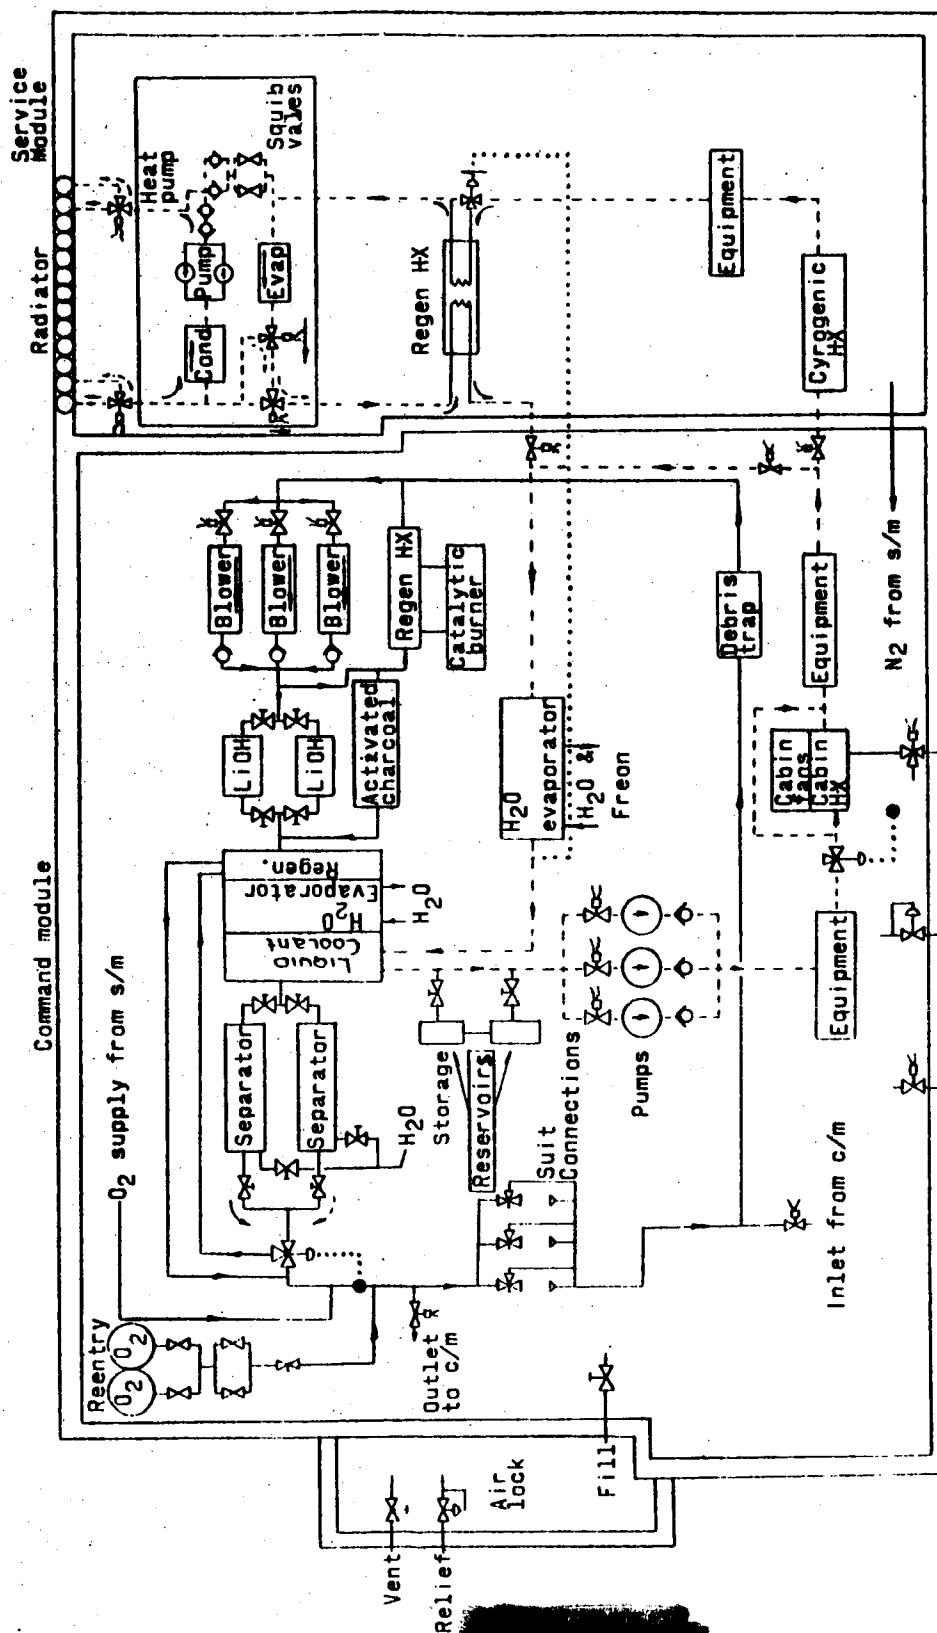 Service
Module
Radiator
Heat
pump
Squib
valves
Pump
Cond
Evap
HX
Regen HX
Equipment
Cyrogenic
HX
Command module
Blower
Blower
Blower
Regen HX
Catalytic
burner
Debris
trap
Equipment
N2 from s/m
LiOH
LiOH
Activated
charcoal
H2O
evaporator
H2O &
Freon
Cabin
fans
Cabin
HX
Regen.
Evaporator
H2O
H2O
Liquid
Coolant
O2 supply from s/m
Separator
Separator
H2O
Storage
Reservoirs
Suit
Connections
Pumps
Equipment
Reentry
O2
O2
Outlet
to c/m
Inlet from c/m
Fill
Air
lock
Vent
Relief